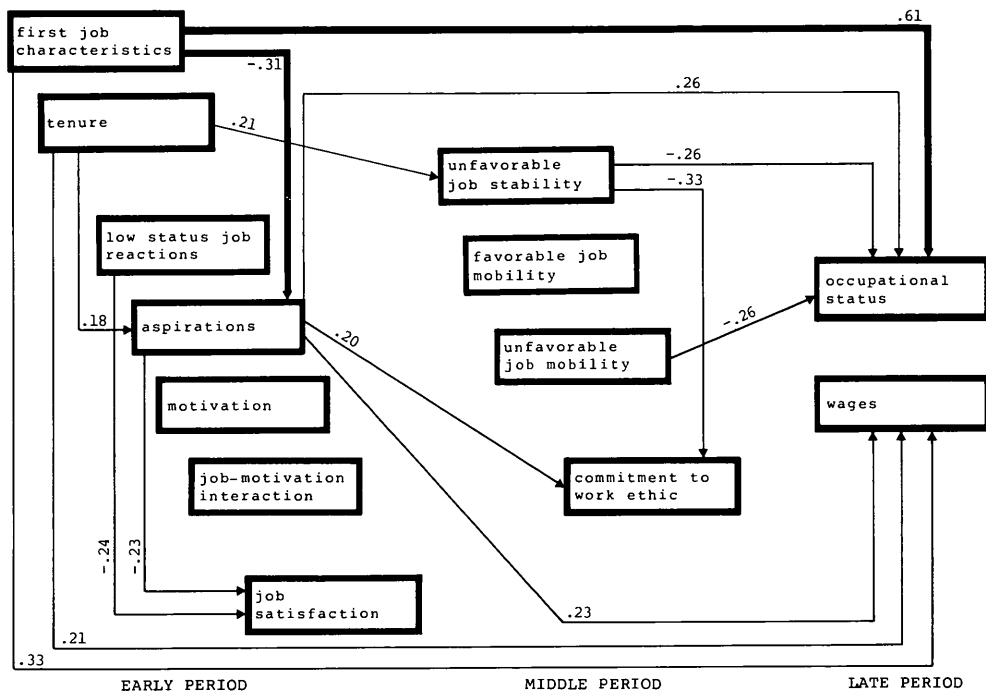 .61
first job
characteristics
-.31
.26
tenure
.21
unfavorable
job stability
-.26
-.33
low status job
reactions
favorable job
mobility
occupational
status
.18
aspirations
.20
-.26
unfavorable
job mobility
motivation
wages
job-motivation
interaction
commitment to
work ethic
-.24
-.23
job
satisfaction
.23
.21
.33
EARLY PERIOD
MIDDLE PERIOD
LATE PERIOD